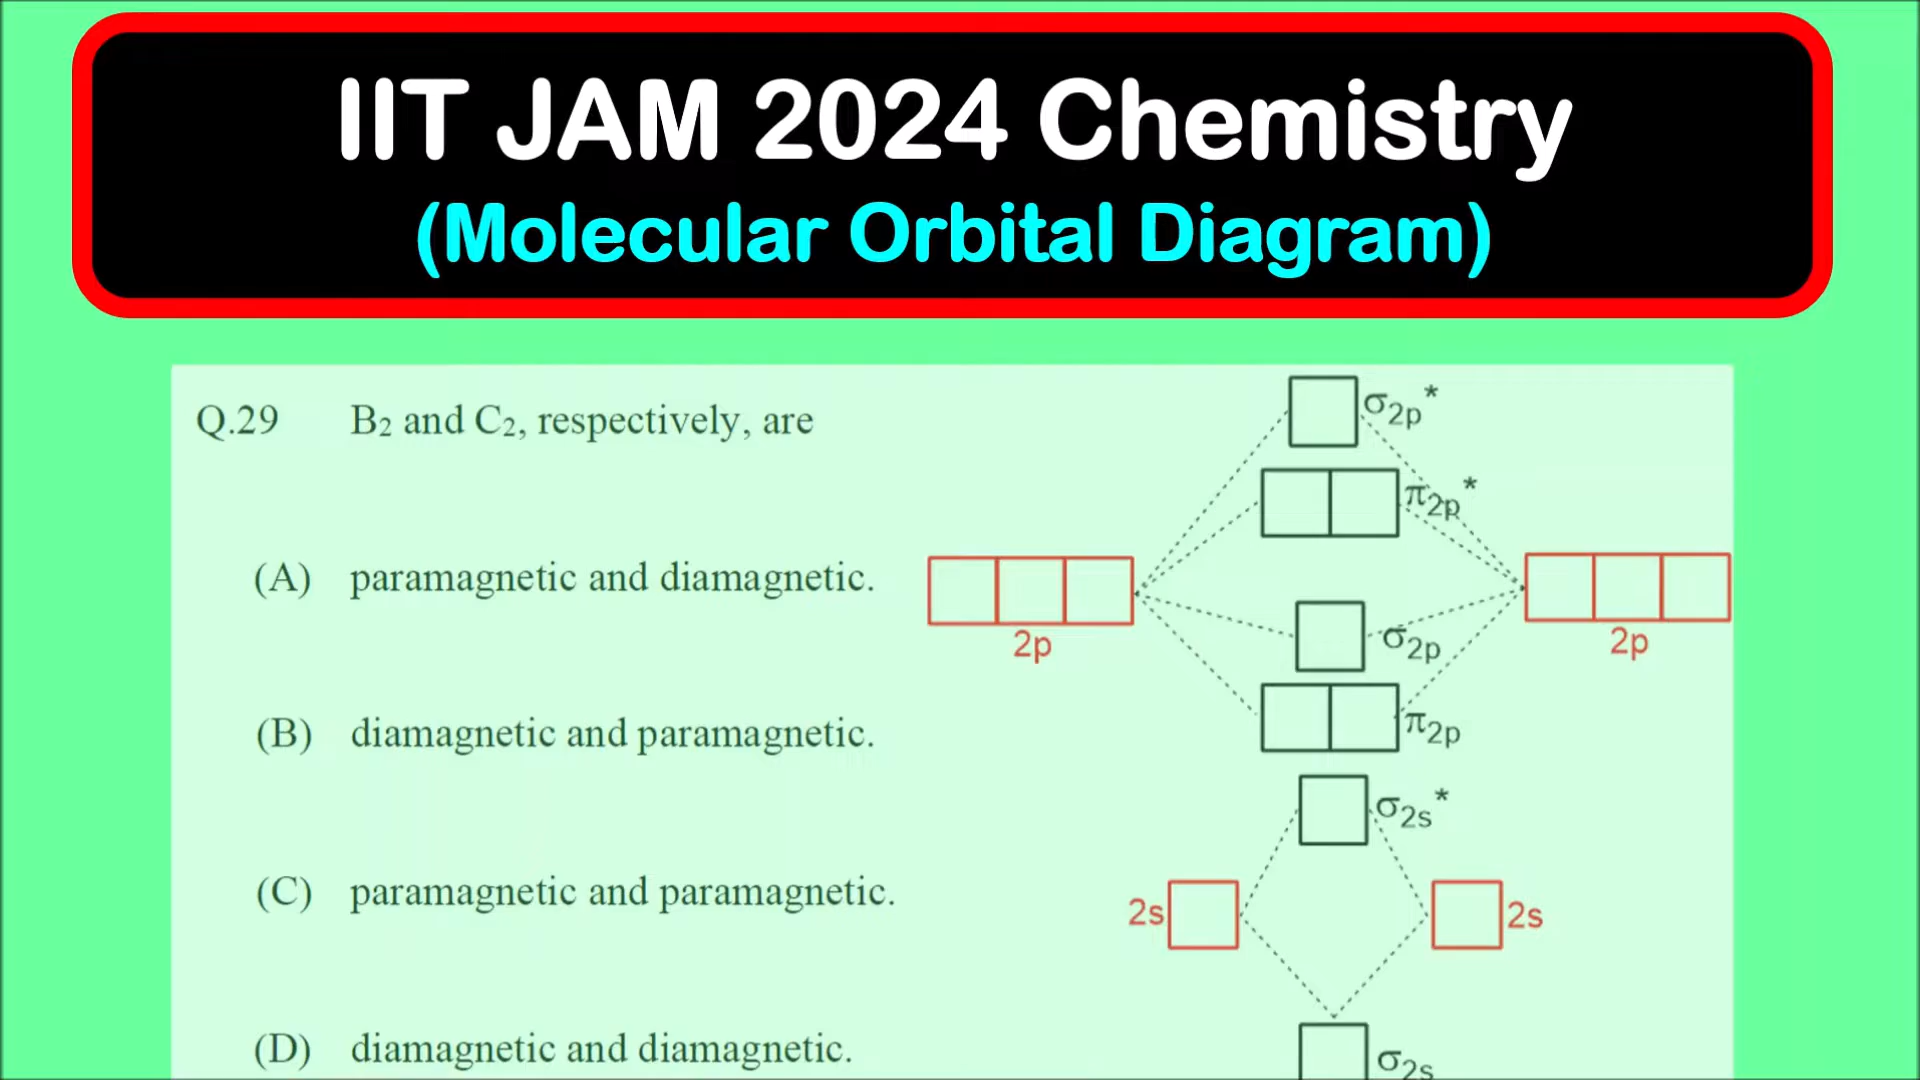 IIT JAM 2024 Chemistry
(Molecular Orbital Diagram)
Q.29 B₂ and C₂, respectively, are
(A) paramagnetic and diamagnetic.
(B) diamagnetic and paramagnetic.
(C) paramagnetic and paramagnetic.
(D) diamagnetic and diamagnetic.
σ2p*
π2p*
2p
σ2p
2p
π2p
σ2s*
2s
2s
σ2s